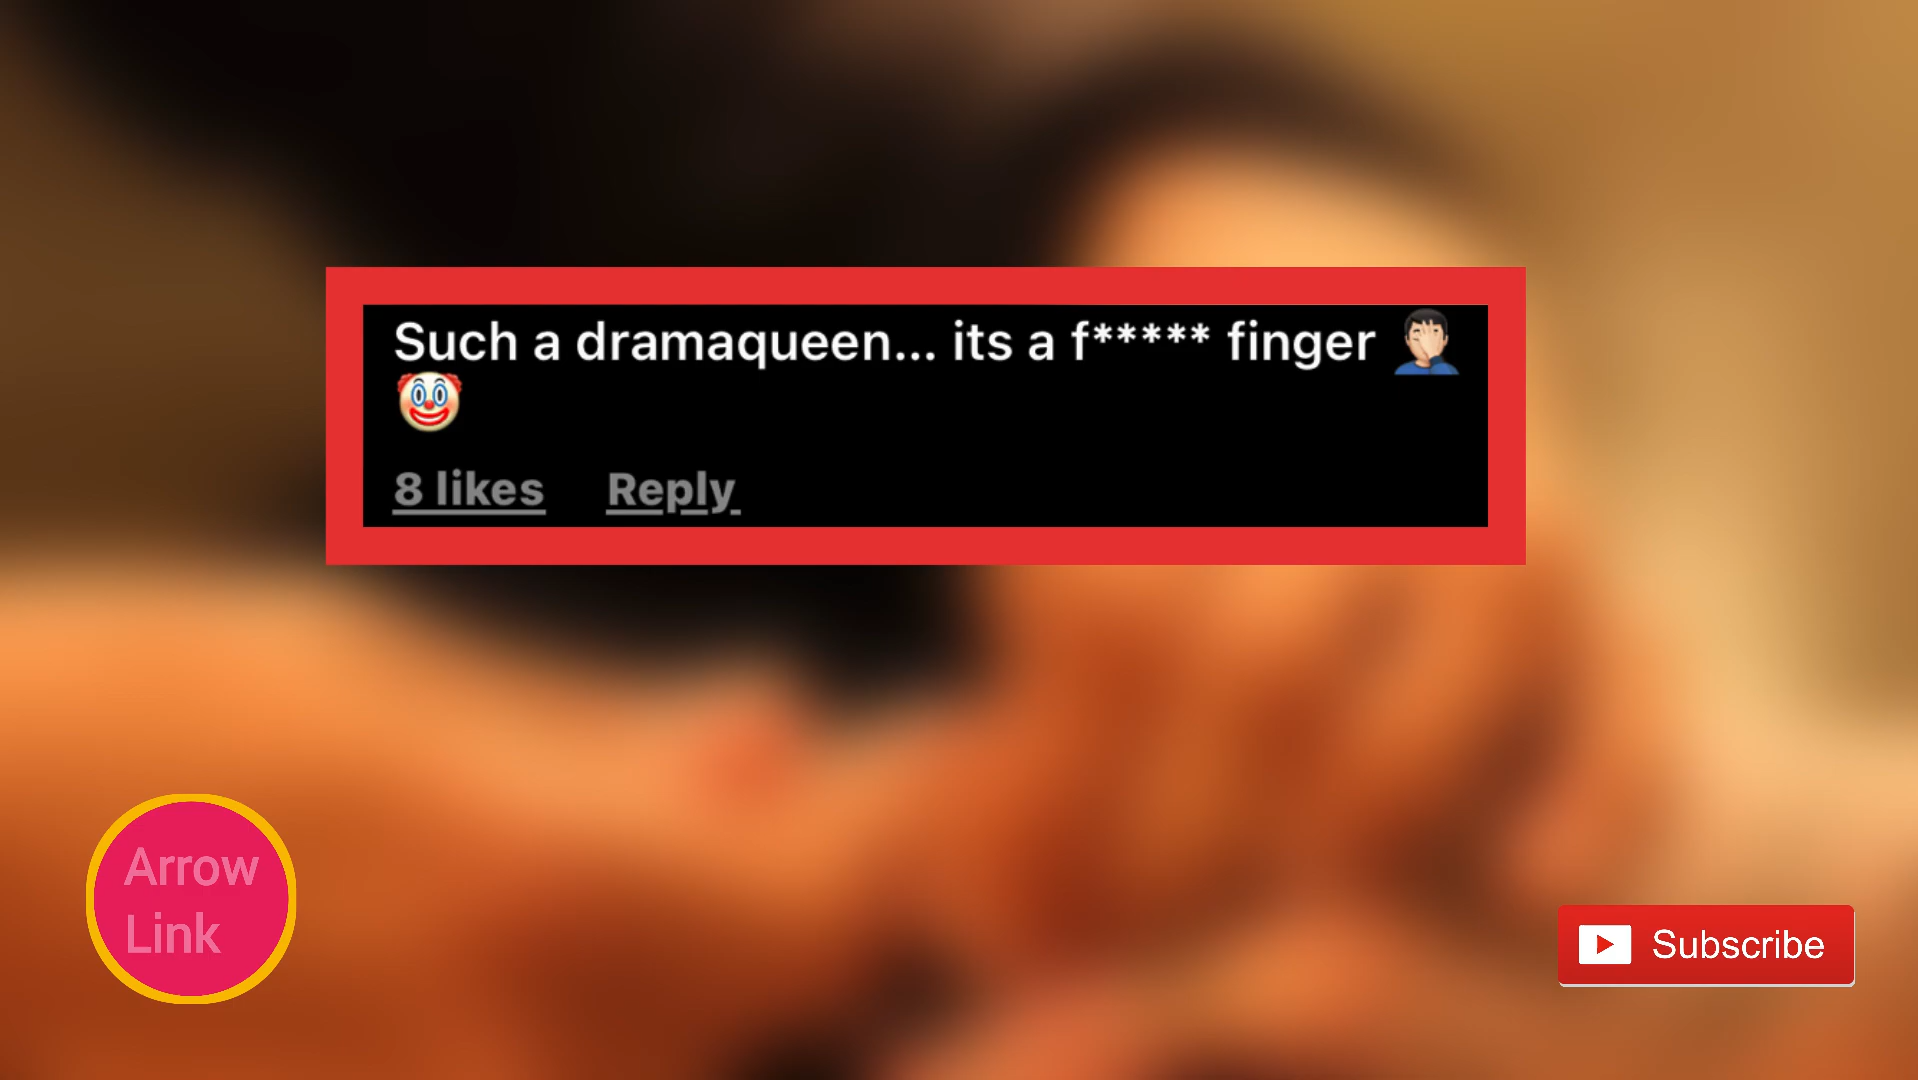 Such a dramaqueen... its a f***** finger 🤦🏻‍♂️
🤡
8 likes Reply
Arrow
Link
Subscribe